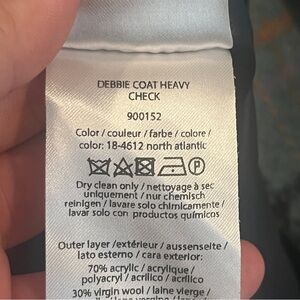 DEBBIE COAT HEAVY
CHECK
900152
Color / couleur / farbe / colore /
color: 18-4612 north atlantic
P
Dry clean only / nettoyage à sec
uniquement / nur chemisch
reinigen / lavare solo chimicamente /
lavar solo con productos químicos
Outer layer / extérieur / aussenseite /
lato esterno / cara exterior:
70% acrylic / acrylique /
polyacryl / acrilico / acrílico
30% virgin wool / laine vierge /